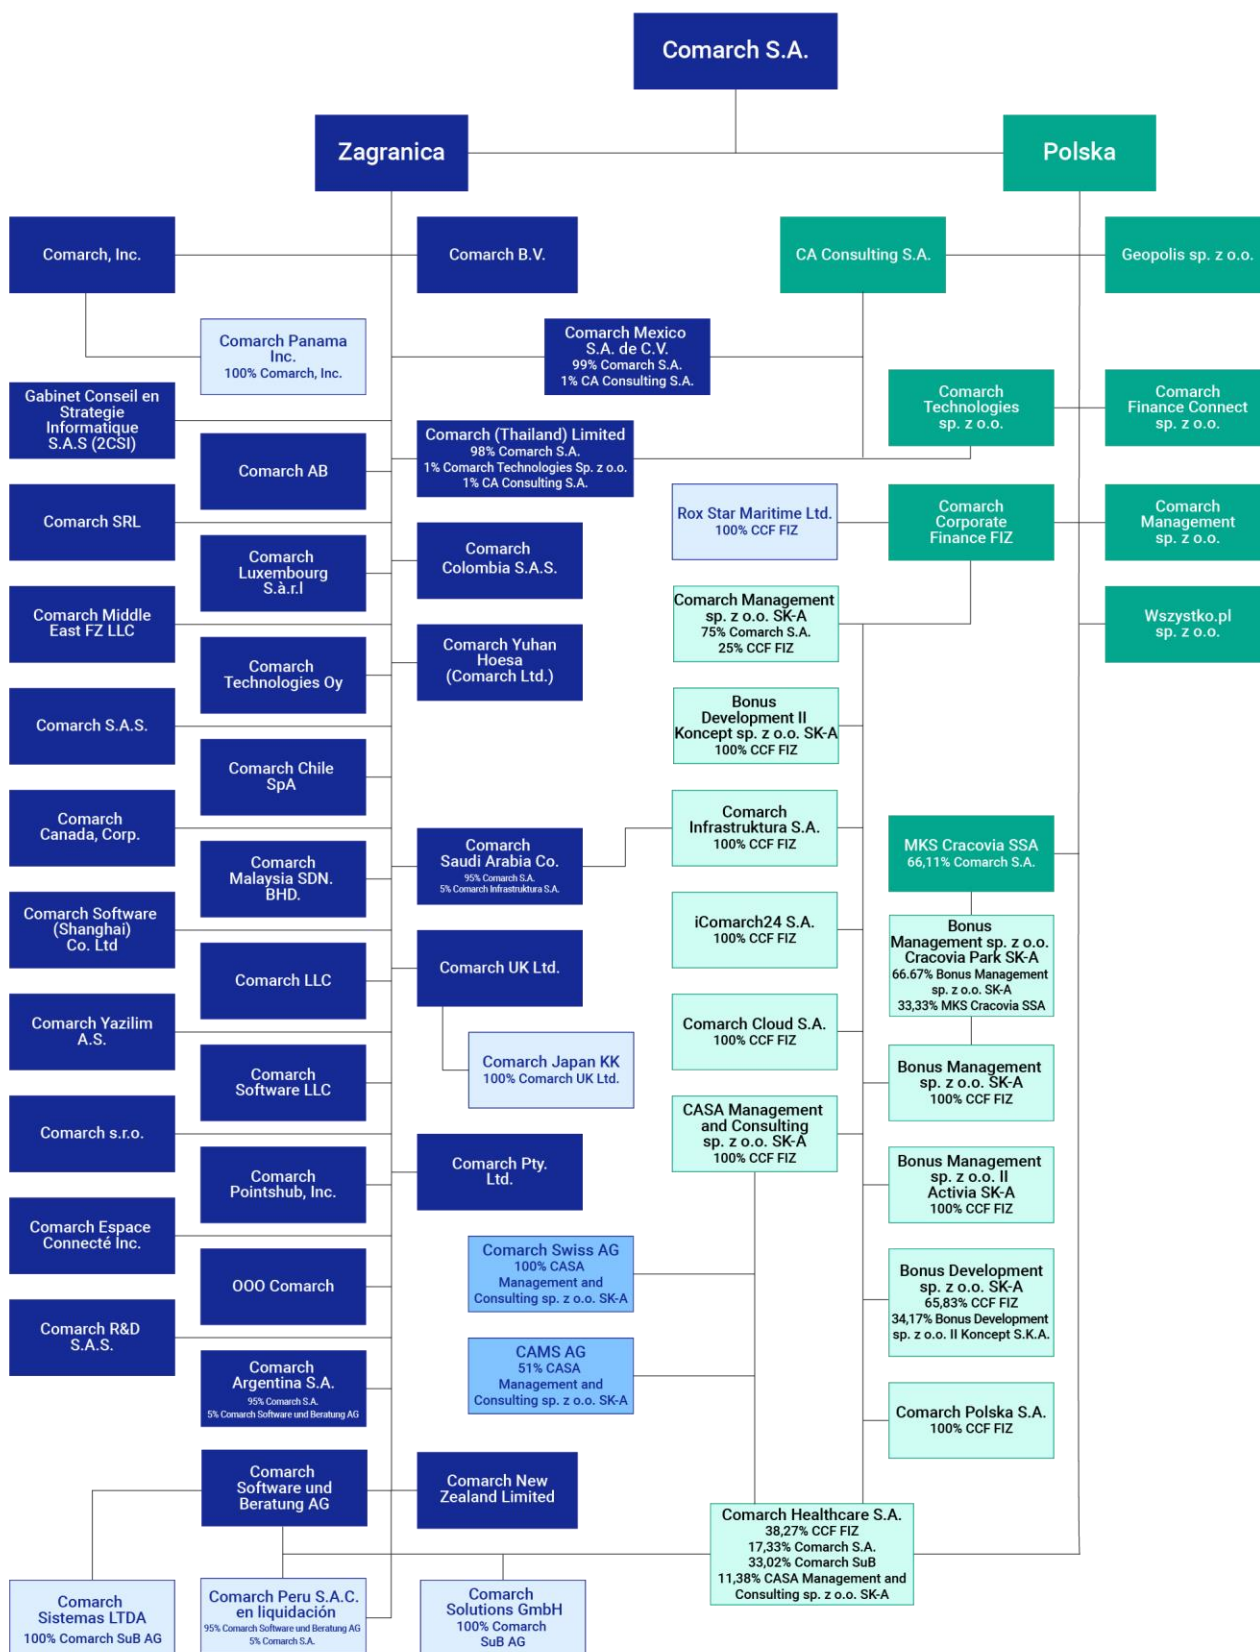 Comarch S.A.
Zagranica
Polska
Comarch, Inc.
Comarch B.V.
CA Consulting S.A.
Geopolis sp. z o.o.
Comarch Panama
Inc.
100% Comarch, Inc.
Comarch Mexico
S.A. de C.V.
99% Comarch S.A.
1% CA Consulting S.A.
Gabinet Conseil en
Strategie
Informatique
S.A.S (2CSI)
Comarch
Technologies
sp. z o.o.
Comarch
Finance Connect
sp. z o.o.
Comarch AB
Comarch (Thailand) Limited
98% Comarch S.A.
1% Comarch Technologies Sp. z o.o.
1% CA Consulting S.A.
Comarch SRL
Rox Star Maritime Ltd.
100% CCF FIZ
Comarch
Corporate
Finance FIZ
Comarch
Management
sp. z o.o.
Comarch
Luxembourg
S.à.r.l
Comarch
Colombia S.A.S.
Comarch Middle
East FZ LLC
Comarch Management
sp. z o.o. SK-A
75% Comarch S.A.
25% CCF FIZ
Wszystko.pl
sp. z o.o.
Comarch
Technologies Oy
Comarch Yuhan
Hoesa
(Comarch Ltd.)
Comarch S.A.S.
Bonus
Development II
Koncept sp. z o.o. SK-A
100% CCF FIZ
Comarch Chile
SpA
Comarch
Canada, Corp.
Comarch
Infrastruktura S.A.
100% CCF FIZ
Comarch
Malaysia SDN.
BHD.
Comarch
Saudi Arabia Co.
95% Comarch S.A.
5% Comarch Infrastruktura S.A.
MKS Cracovia SSA
66,11% Comarch S.A.
Comarch Software
(Shanghai)
Co. Ltd
iComarch24 S.A.
100% CCF FIZ
Bonus
Management sp. z o.o.
Cracovia Park SK-A
66.67% Bonus Management
sp. z o.o. SK-A
33,33% MKS Cracovia SSA
Comarch LLC
Comarch UK Ltd.
Comarch Yazilim
A.S.
Comarch Cloud S.A.
100% CCF FIZ
Comarch
Software LLC
Comarch Japan KK
100% Comarch UK Ltd.
Bonus Management
sp. z o.o. SK-A
100% CCF FIZ
Comarch s.r.o.
CASA Management
and Consulting
sp. z o.o. SK-A
100% CCF FIZ
Comarch
Pointshub, Inc.
Comarch Pty.
Ltd.
Bonus Management
sp. z o.o. II
Activia SK-A
100% CCF FIZ
Comarch Espace
Connecté Inc.
Comarch Swiss AG
100% CASA
Management and
Consulting sp. z o.o. SK-A
OOO Comarch
Bonus Development
sp. z o.o. SK-A
65,83% CCF FIZ
34,17% Bonus Development
sp. z o.o. II Koncept S.K.A.
Comarch R&D
S.A.S.
CAMS AG
51% CASA
Management and
Consulting sp. z o.o. SK-A
Comarch
Argentina S.A.
95% Comarch S.A.
5% Comarch Software und Beratung AG
Comarch Polska S.A.
100% CCF FIZ
Comarch
Software und
Beratung AG
Comarch New
Zealand Limited
Comarch Healthcare S.A.
38,27% CCF FIZ
17,33% Comarch S.A.
33,02% Comarch SuB
11,38% CASA Management and
Consulting sp. z o.o. SK-A
Comarch
Sistemas LTDA
100% Comarch SuB AG
Comarch Peru S.A.C.
en liquidación
95% Comarch Software und Beratung AG
5% Comarch S.A.
Comarch
Solutions GmbH
100% Comarch
SuB AG